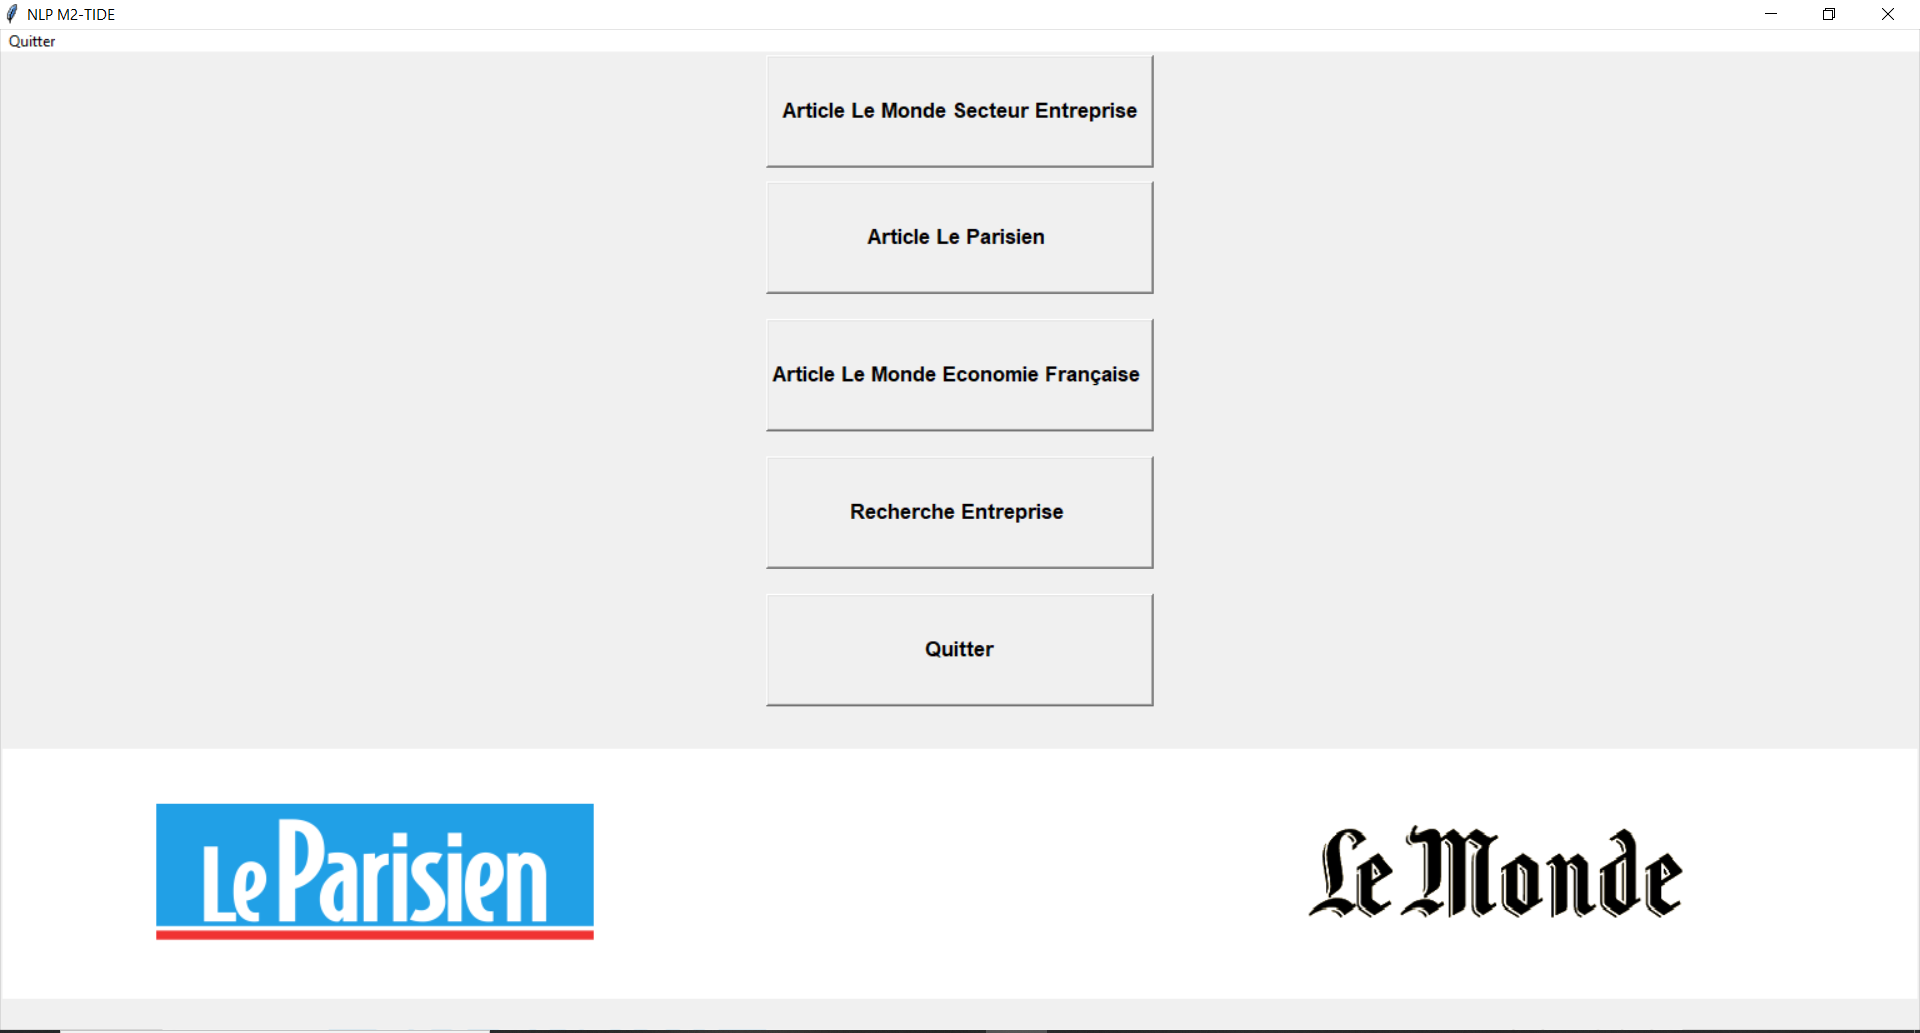 NLP M2-TIDE
Quitter
Article Le Monde Secteur Entreprise
Article Le Parisien
Article Le Monde Economie Française
Recherche Entreprise
Quitter
Le Parisien
Le Monde